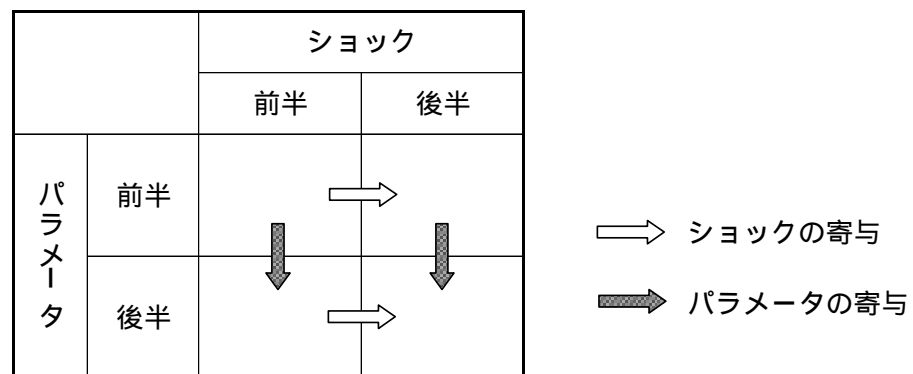 ショック
前半 後半
パラメータ
前半
後半
ショックの寄与
パラメータの寄与